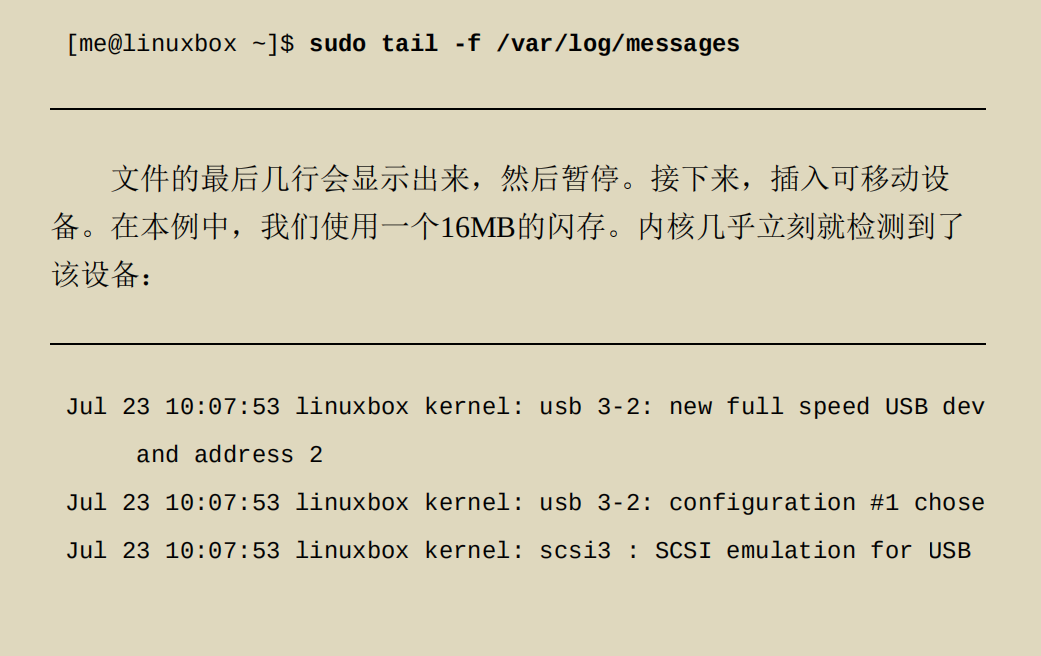 [me@linuxbox ~]$ sudo tail -f /var/log/messages
文件的最后几行会显示出来，然后暂停。接下来，插入可移动设
备。在本例中，我们使用一个16MB的闪存。内核几乎立刻就检测到了
该设备：
Jul 23 10:07:53 linuxbox kernel: usb 3-2: new full speed USB dev
and address 2
Jul 23 10:07:53 linuxbox kernel: usb 3-2: configuration #1 chose
Jul 23 10:07:53 linuxbox kernel: scsi3 : SCSI emulation for USB